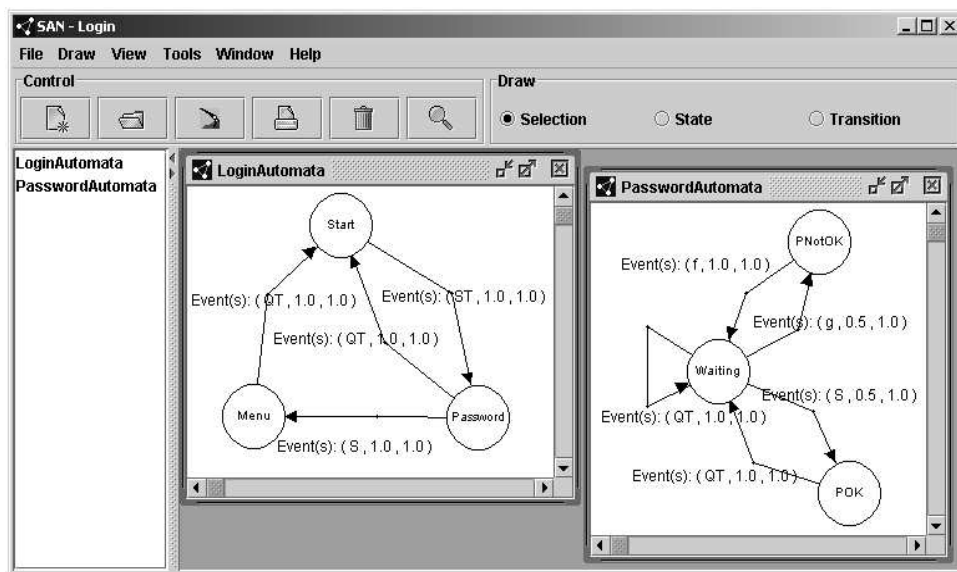 SAN - Login
File Draw View Tools Window Help
Control
Draw
Selection State Transition
LoginAutomata
PasswordAutomata
LoginAutomata
Start
Event(s): ( QT , 1.0 , 1.0 )
Event(s): ( ST , 1.0 , 1.0 )
Event(s): ( QT , 1.0 , 1.0 )
Menu
Password
Event(s): ( S , 1.0 , 1.0 )
PasswordAutomata
PNotOK
Event(s): ( f , 1.0 , 1.0 )
Event(s): ( g , 0.5 , 1.0 )
Waiting
Event(s): ( S , 0.5 , 1.0 )
Event(s): ( QT , 1.0 , 1.0 )
Event(s): ( QT , 1.0 , 1.0 )
POK